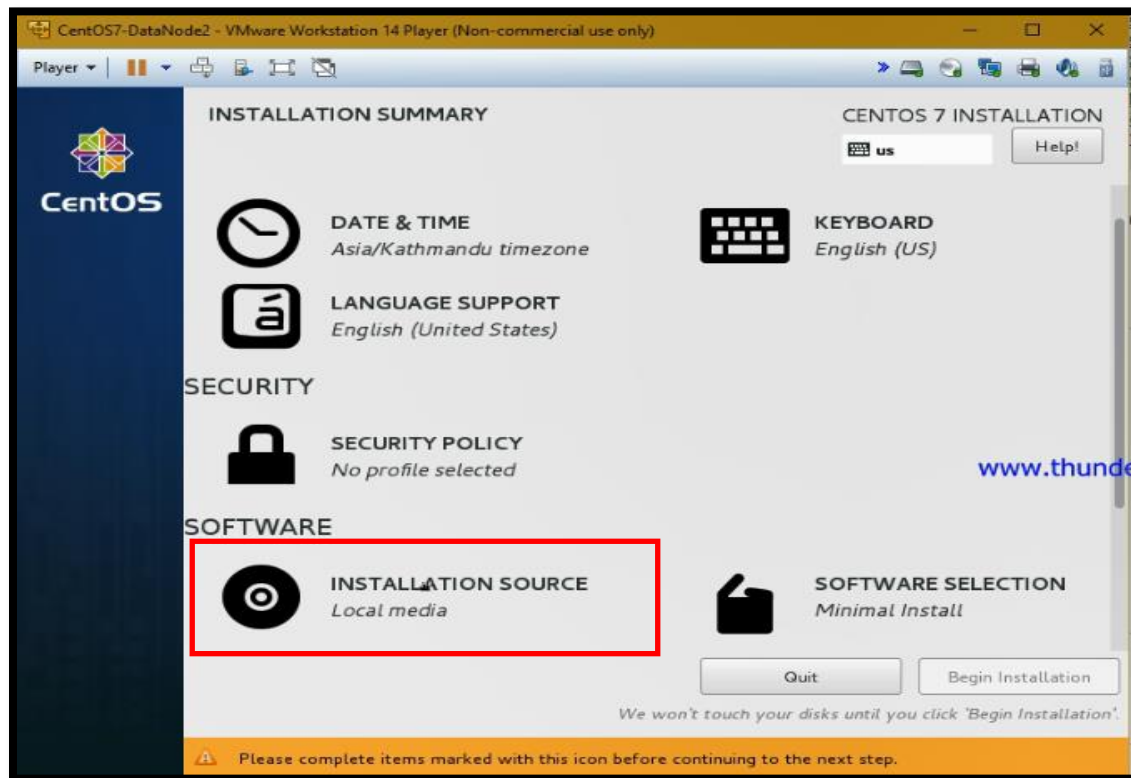 CentOS7-DataNode2 - VMware Workstation 14 Player (Non-commercial use only)
Player
INSTALLATION SUMMARY
CENTOS 7 INSTALLATION
us
Help!
CentOS
DATE & TIME
Asia/Kathmandu timezone
KEYBOARD
English (US)
á
LANGUAGE SUPPORT
English (United States)
SECURITY
SECURITY POLICY
No profile selected
www.thunde
SOFTWARE
INSTALLATION SOURCE
Local media
SOFTWARE SELECTION
Minimal Install
Quit
Begin Installation
We won't touch your disks until you click 'Begin Installation'.
Please complete items marked with this icon before continuing to the next step.